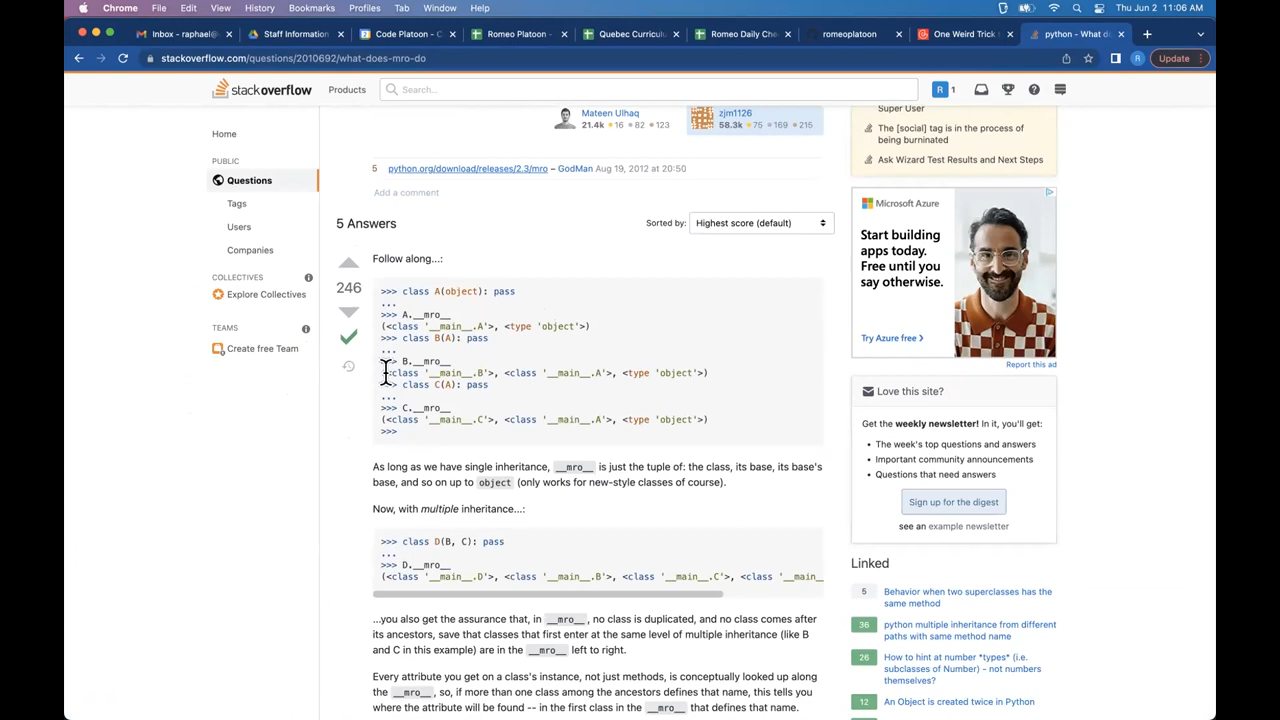 Chrome File Edit View History Bookmarks Profiles Tab Window Help Thu Jun 2 11:06 AM
Inbox - raphael@ Staff Information Code Platoon - C Romeo Platoon - Quebec Curricul Romeo Daily Che romeoplatoon One Weird Trick python - What do
stackoverflow.com/questions/2010692/what-does-mro-do R Update
stackoverflow Products Search... R 1
Home
PUBLIC
Questions
Tags
Users
Companies
COLLECTIVES
Explore Collectives
TEAMS
Create free Team
Mateen Ulhaq
21.4k 16 82 123
zjm1126
58.3k 75 169 215
5 python.org/download/releases/2.3/mro – GodMan Aug 19, 2012 at 20:50
Add a comment
5 Answers
Sorted by: Highest score (default)
246
Follow along...:
>>> class A(object): pass
...
>>> A.__mro__
(<class '__main__.A'>, <type 'object'>)
>>> class B(A): pass
...
>>> B.__mro__
(<class '__main__.B'>, <class '__main__.A'>, <type 'object'>)
>>> class C(A): pass
...
>>> C.__mro__
(<class '__main__.C'>, <class '__main__.A'>, <type 'object'>)
>>>
As long as we have single inheritance, __mro__ is just the tuple of: the class, its base, its base's
base, and so on up to object (only works for new-style classes of course).
Now, with multiple inheritance...:
>>> class D(B, C): pass
...
>>> D.__mro__
(<class '__main__.D'>, <class '__main__.B'>, <class '__main__.C'>, <class '__main__
...you also get the assurance that, in __mro__, no class is duplicated, and no class comes after
its ancestors, save that classes that first enter at the same level of multiple inheritance (like B
and C in this example) are in the __mro__ left to right.
Every attribute you get on a class's instance, not just methods, is conceptually looked up along
the __mro__, so, if more than one class among the ancestors defines that name, this tells you
where the attribute will be found -- in the first class in the __mro__ that defines that name.
Super User
The [social] tag is in the process of
being burninated
Ask Wizard Test Results and Next Steps
Microsoft Azure
Start building
apps today.
Free until you
say otherwise.
Try Azure free >
Report this ad
Love this site?
Get the weekly newsletter! In it, you'll get:
• The week's top questions and answers
• Important community announcements
• Questions that need answers
Sign up for the digest
see an example newsletter
Linked
5 Behavior when two superclasses has the
same method
36 python multiple inheritance from different
paths with same method name
26 How to hint at number *types* (i.e.
subclasses of Number) - not numbers
themselves?
12 An Object is created twice in Python